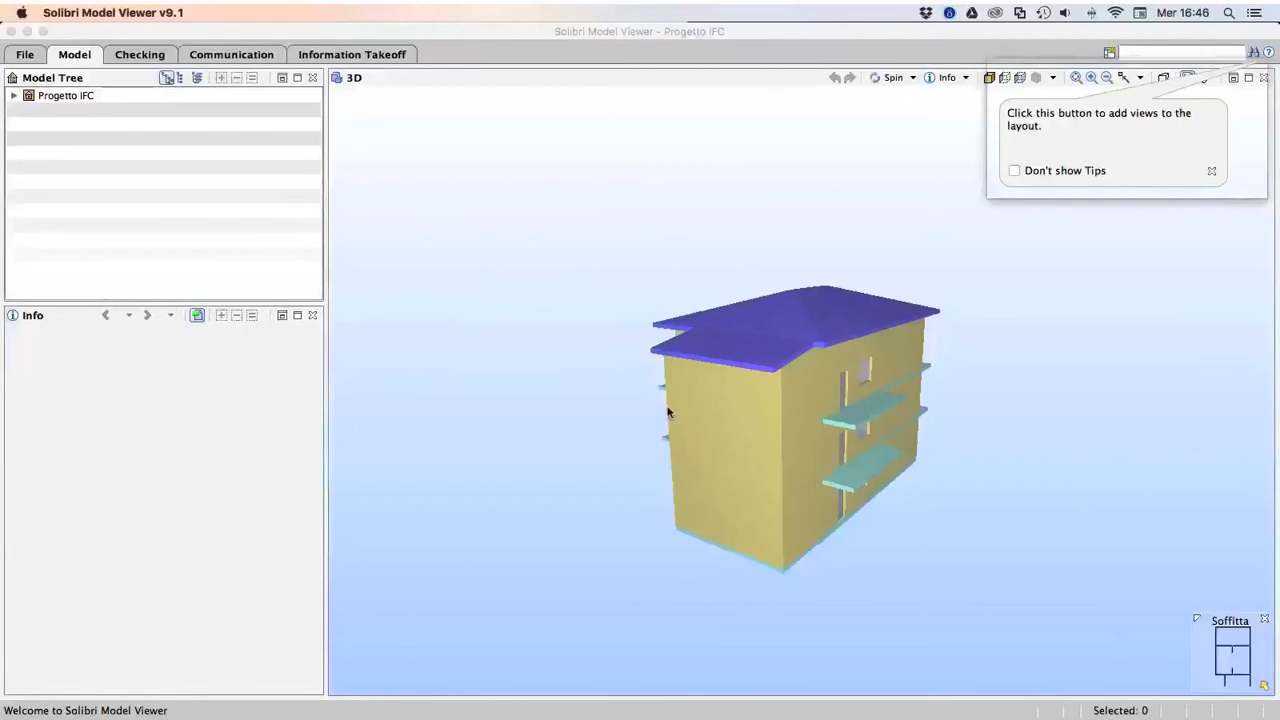 Solibri Model Viewer v9.1
Mer 16:46
Solibri Model Viewer - Progetto IFC
File
Model
Checking
Communication
Information Takeoff
Model Tree
3D
Spin
Info
Progetto IFC
Click this button to add views to the
layout.
Don't show Tips
Info
Soffitta
Welcome to Solibri Model Viewer
Selected: 0